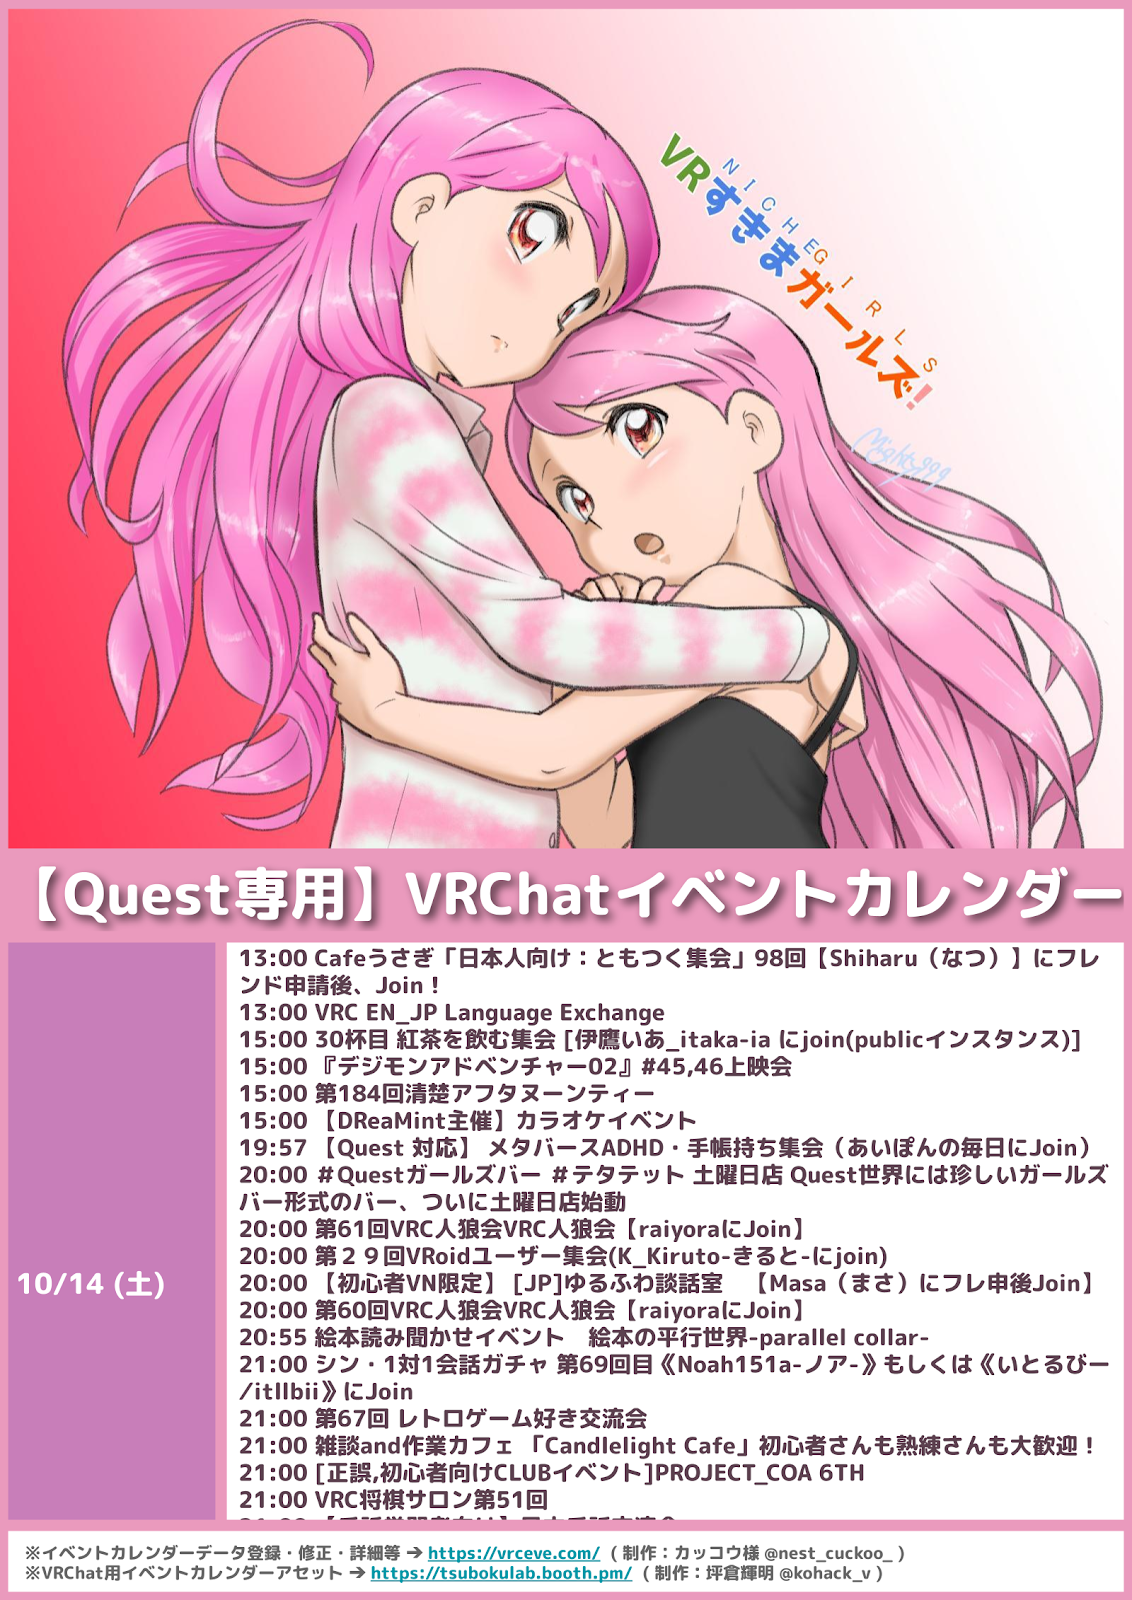 NICHE GIRLS
VRすきまガールズ!
Mighty999
【Quest専用】VRChatイベントカレンダー
10/14 (土)
13:00 Cafeうさぎ「日本人向け：ともつく集会」98回【Shiharu（なつ）】にフレ
ンド申請後、Join！
13:00 VRC EN_JP Language Exchange
15:00 30杯目 紅茶を飲む集会 [伊鷹いあ_itaka-ia にjoin(publicインスタンス)]
15:00 『デジモンアドベンチャー02』#45,46上映会
15:00 第184回清楚アフタヌーンティー
15:00 【DReaMint主催】カラオケイベント
19:57 【Quest 対応】 メタバースADHD・手帳持ち集会（あいぽんの毎日にJoin）
20:00 ＃Questガールズバー ＃テタテット 土曜日店 Quest世界には珍しいガールズ
バー形式のバー、ついに土曜日店始動
20:00 第61回VRC人狼会VRC人狼会【raiyoraにJoin】
20:00 第２９回VRoidユーザー集会(K_Kiruto-きると-にjoin)
20:00 【初心者VN限定】 [JP]ゆるふわ談話室　【Masa（まさ）にフレ申後Join】
20:00 第60回VRC人狼会VRC人狼会【raiyoraにJoin】
20:55 絵本読み聞かせイベント　絵本の平行世界-parallel collar-
21:00 シン・1対1会話ガチャ 第69回目《Noah151a-ノア-》もしくは《いとるびー
/itllbii》にJoin
21:00 第67回 レトロゲーム好き交流会
21:00 雑談and作業カフェ 「Candlelight Cafe」初心者さんも熟練さんも大歓迎！
21:00 [正誤,初心者向けCLUBイベント]PROJECT_COA 6TH
21:00 VRC将棋サロン第51回
※イベントカレンダーデータ登録・修正・詳細等 ➔ https://vrceve.com/ ( 制作：カッコウ様 @nest_cuckoo_ )
※VRChat用イベントカレンダーアセット ➔ https://tsubokulab.booth.pm/ ( 制作：坪倉輝明 @kohack_v )